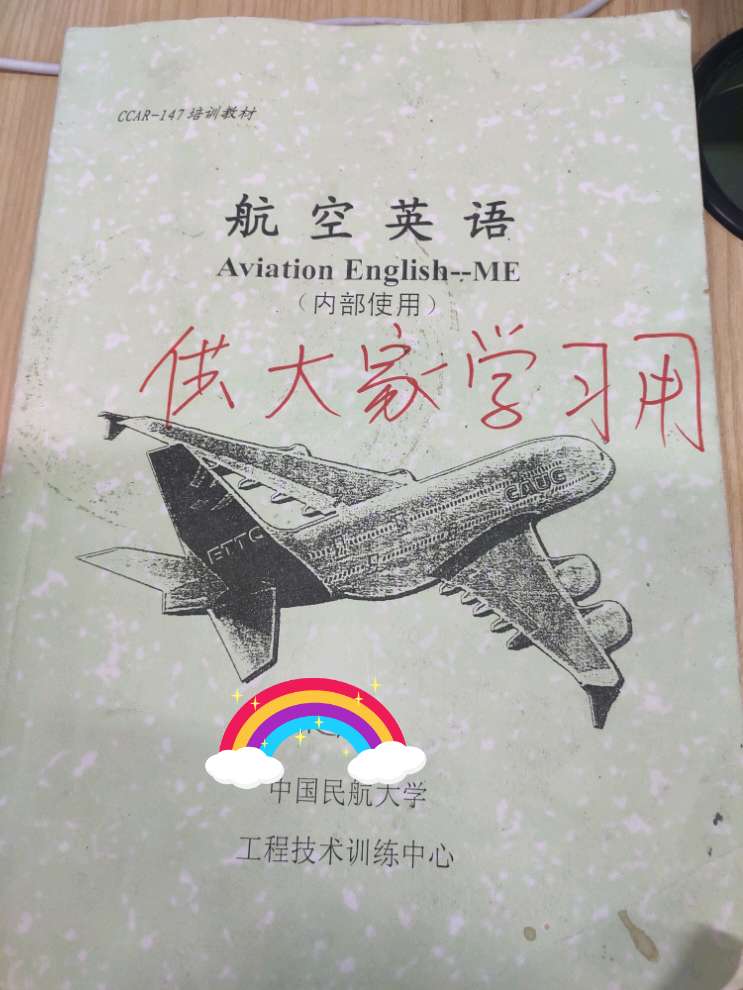 CCAR-147培训教材
航空英语
Aviation English--ME
（内部使用）
供大家学习用
CAUC
ETTC
中国民航大学
工程技术训练中心